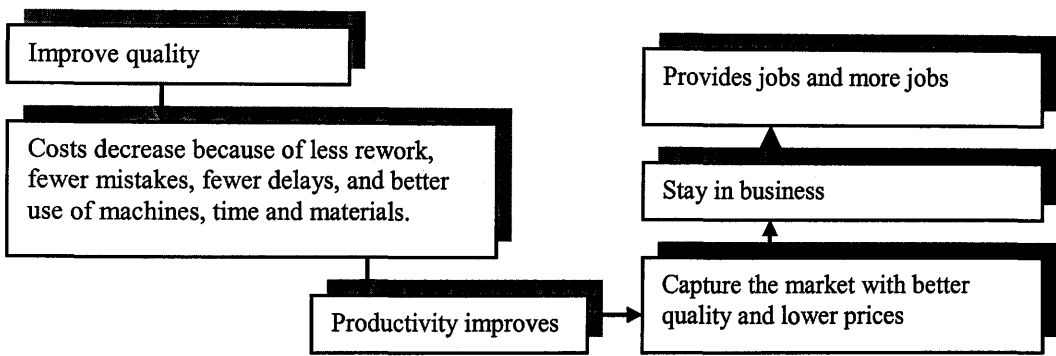 Improve quality
Costs decrease because of less rework,
fewer mistakes, fewer delays, and better
use of machines, time and materials.
Productivity improves
Capture the market with better
quality and lower prices
Stay in business
Provides jobs and more jobs